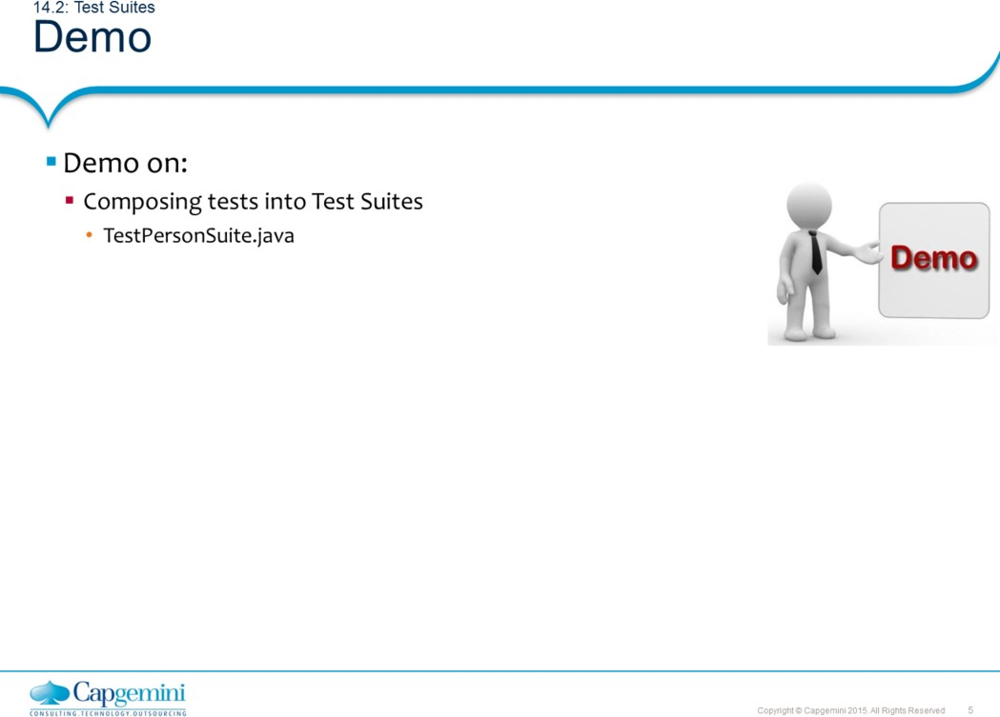 14.2: Test Suites
Demo
Demo on:
Composing tests into Test Suites
TestPersonSuite.java
Demo
Capgemini
CONSULTING.TECHNOLOGY.OUTSOURCING
Copyright © Capgemini 2015. All Rights Reserved 5